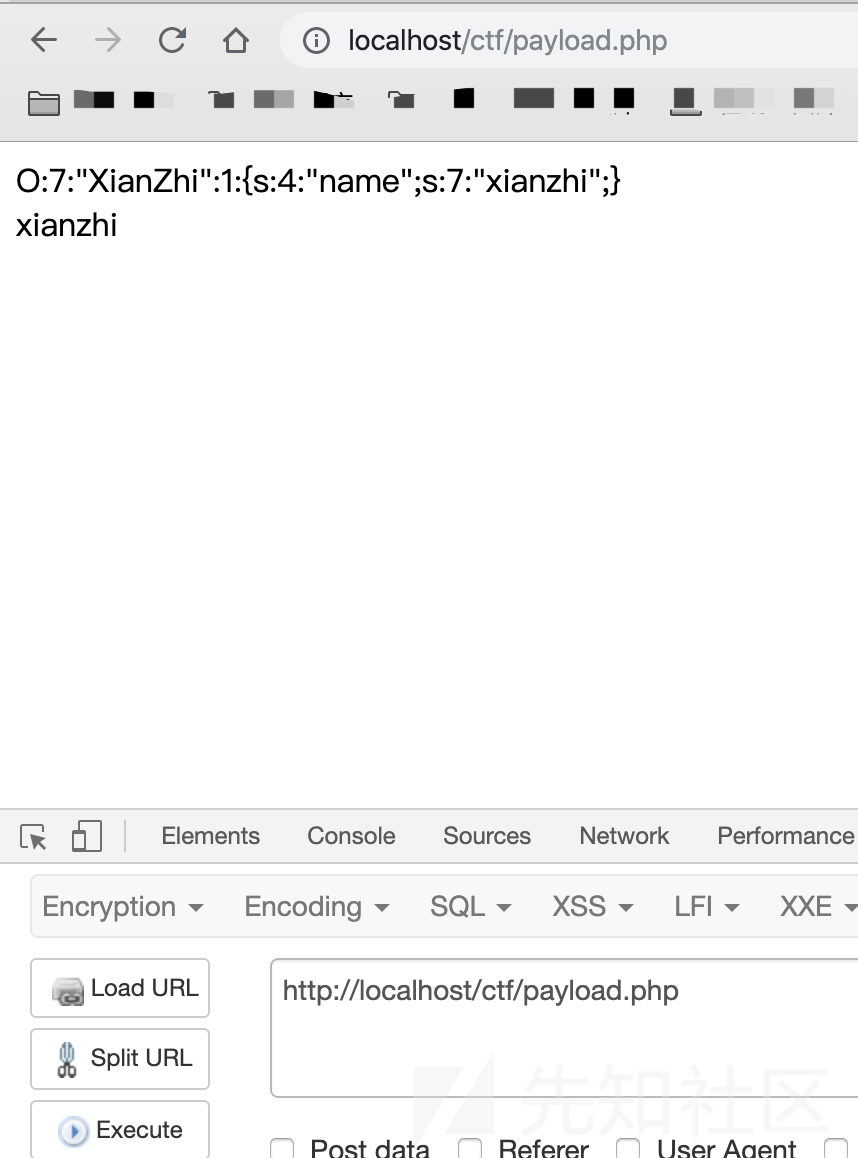 localhost/ctf/payload.php
O:7:"XianZhi":1:{s:4:"name";s:7:"xianzhi";}
xianzhi
Elements Console Sources Network Performance
Encryption Encoding SQL XSS LFI XXE
Load URL
http://localhost/ctf/payload.php
Split URL
Execute
先知社区
Post data Referer User Agent